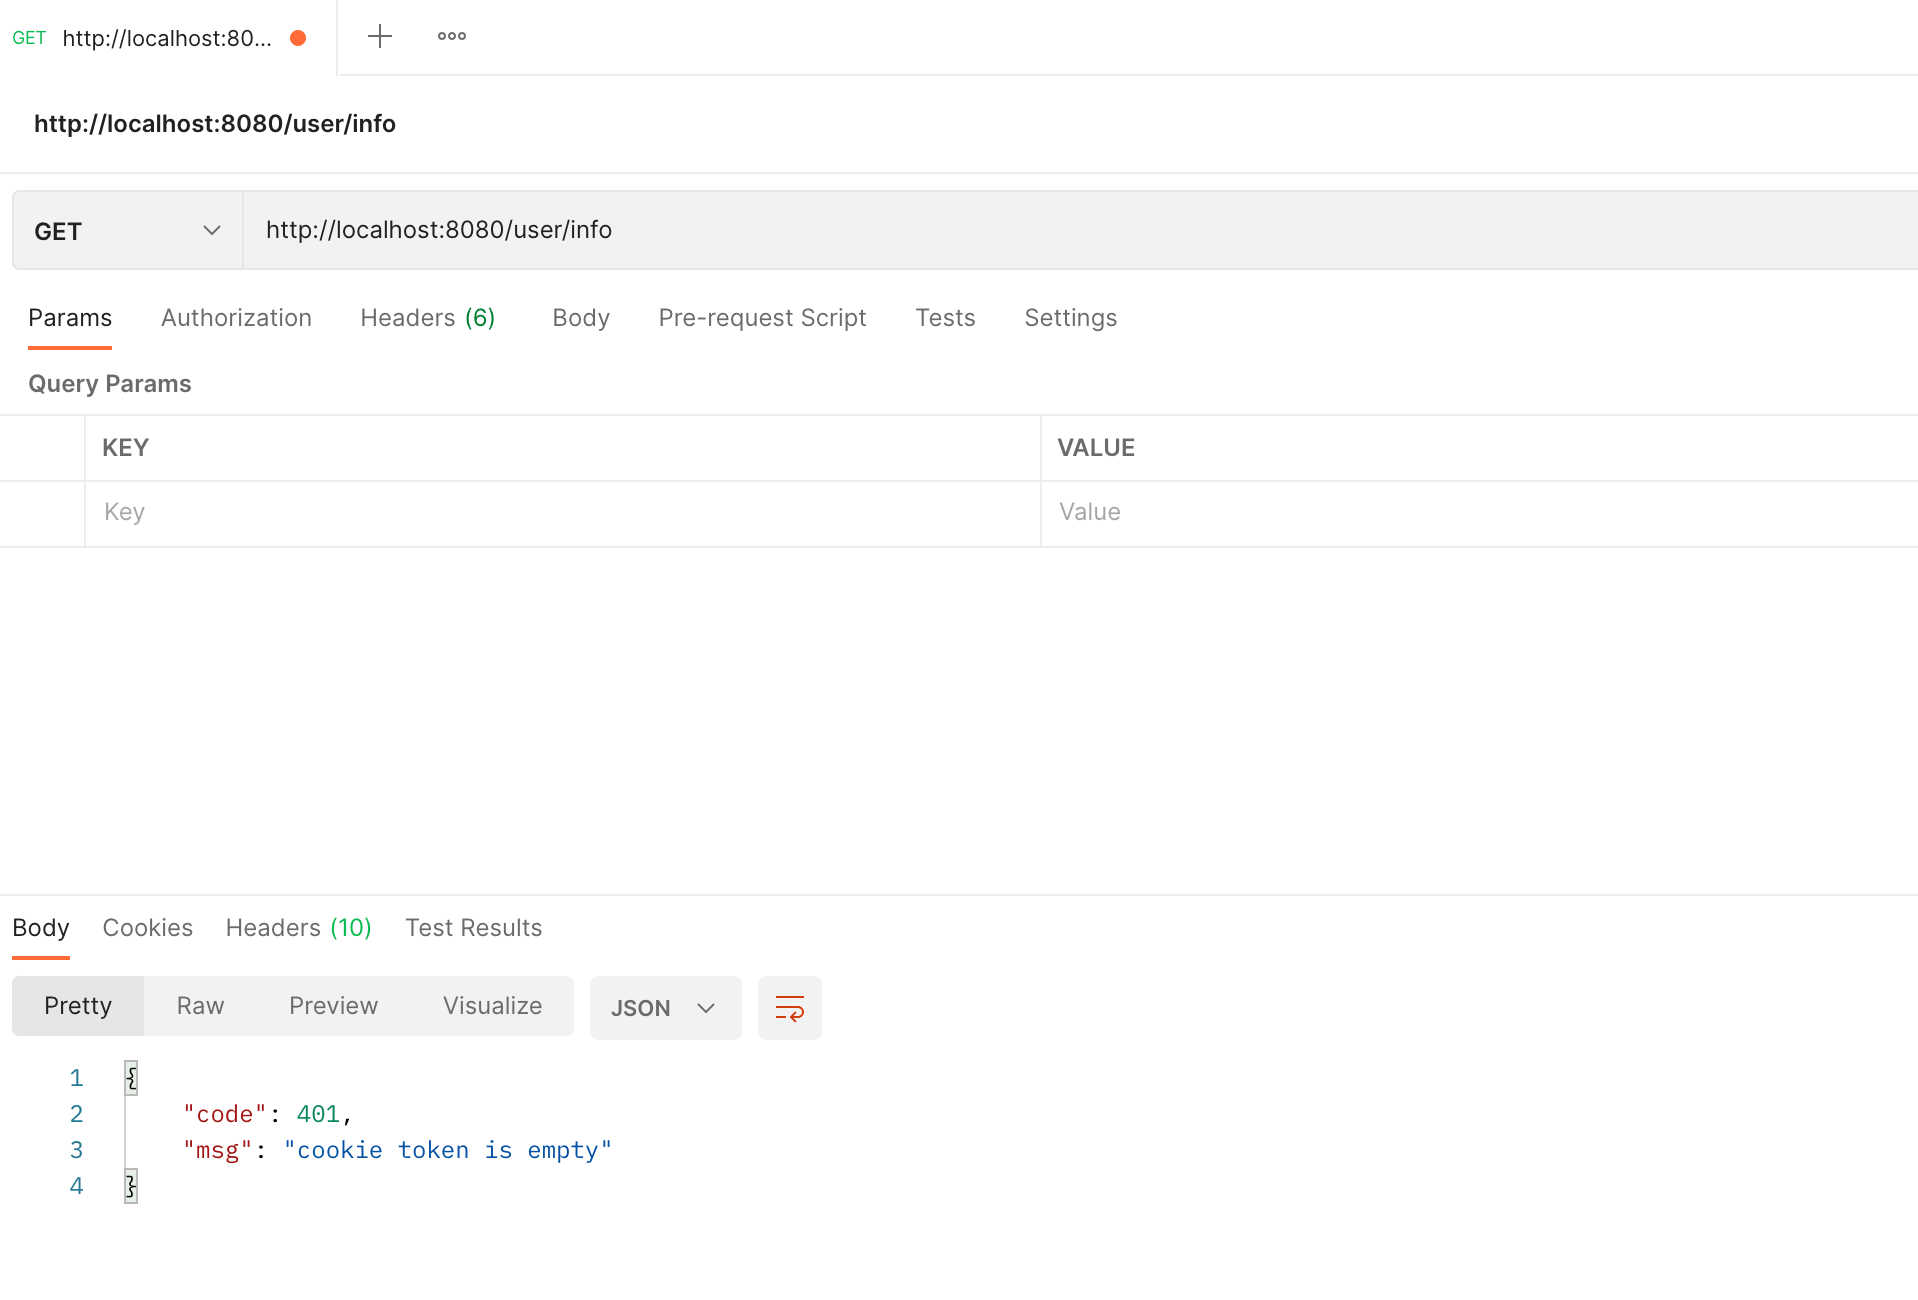 GET http://localhost:80...
http://localhost:8080/user/info
GET http://localhost:8080/user/info
Params Authorization Headers (6) Body Pre-request Script Tests Settings
Query Params
KEY VALUE
Key Value
Body Cookies Headers (10) Test Results
Pretty Raw Preview Visualize JSON
1 {
2 "code": 401,
3 "msg": "cookie token is empty"
4 }